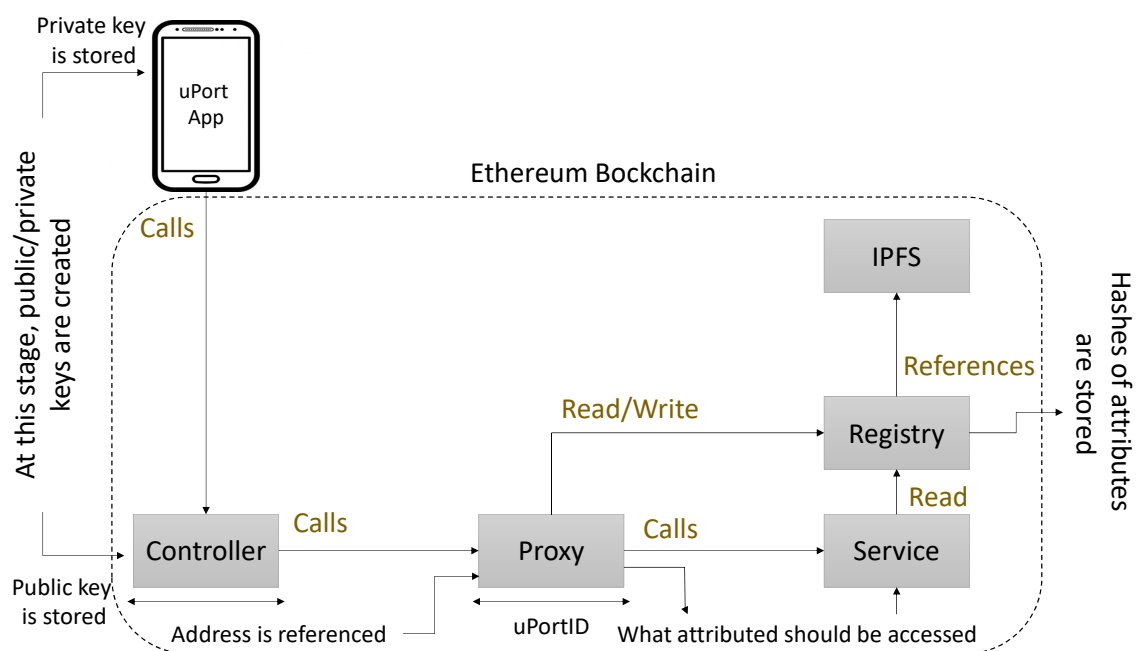 Private key
is stored
uPort
App
At this stage, public/private
keys are created
Ethereum Bockchain
Calls
IPFS
References
Hashes of attributes
are stored
Read/Write
Registry
Read
Controller
Calls
Proxy
Calls
Service
Public key
is stored
Address is referenced
uPortID
What attributed should be accessed